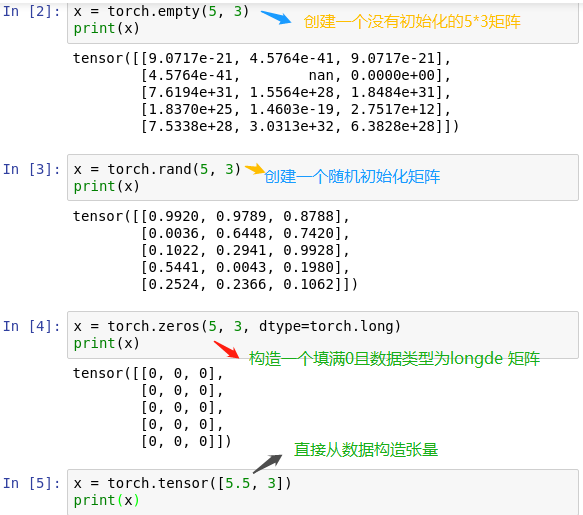 In [2]: x = torch.empty(5, 3)
print(x)
创建一个没有初始化的5*3矩阵
tensor([[9.0717e-21, 4.5764e-41, 9.0717e-21],
[4.5764e-41, nan, 0.0000e+00],
[7.6194e+31, 1.5564e+28, 1.8484e+31],
[1.8370e+25, 1.4603e-19, 2.7517e+12],
[7.5338e+28, 3.0313e+32, 6.3828e+28]])
In [3]: x = torch.rand(5, 3)
print(x)
创建一个随机初始化矩阵
tensor([[0.9920, 0.9789, 0.8788],
[0.0036, 0.6448, 0.7420],
[0.1022, 0.2941, 0.9928],
[0.5441, 0.0043, 0.1980],
[0.2524, 0.2366, 0.1062]])
In [4]: x = torch.zeros(5, 3, dtype=torch.long)
print(x)
构造一个填满0且数据类型为longde 矩阵
tensor([[0, 0, 0],
[0, 0, 0],
[0, 0, 0],
[0, 0, 0],
[0, 0, 0]])
直接从数据构造张量
In [5]: x = torch.tensor([5.5, 3])
print(x)